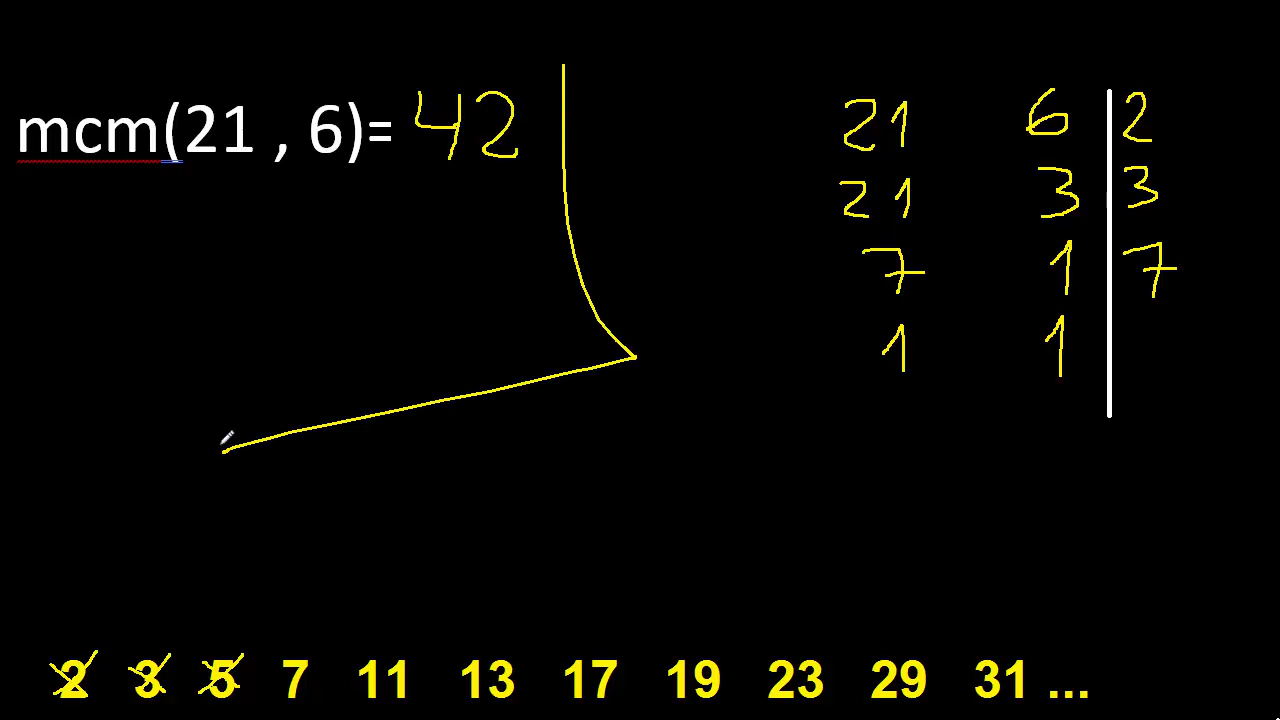 mcm(21 , 6)= 42
21 6 2
21 3 3
7 1 7
1 1
2 3 5 7 11 13 17 19 23 29 31 ...